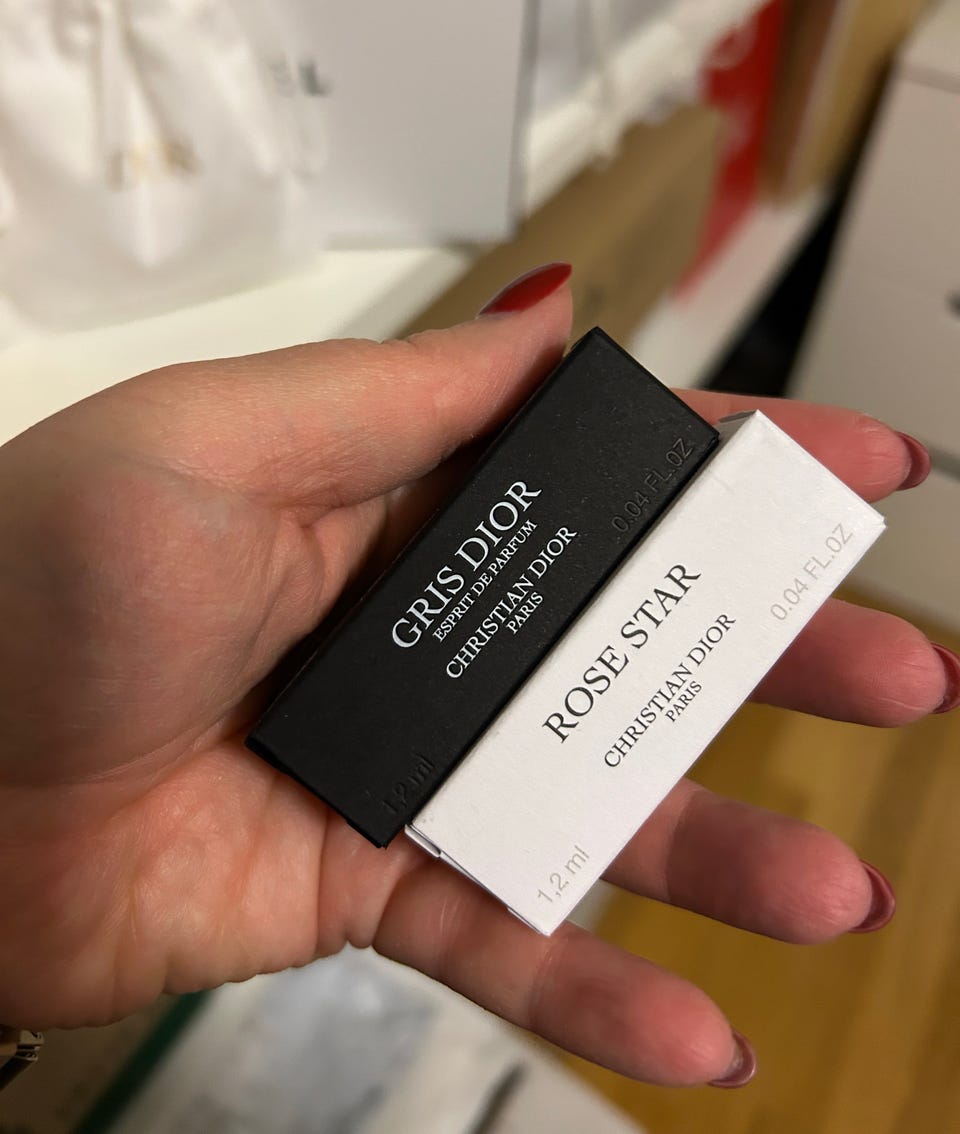 GRIS DIOR
ESPRIT DE PARFUM
CHRISTIAN DIOR
PARIS
0.04 FL.OZ
1,2 ml
ROSE STAR
CHRISTIAN DIOR
PARIS
0.04 FL.OZ
1,2 ml